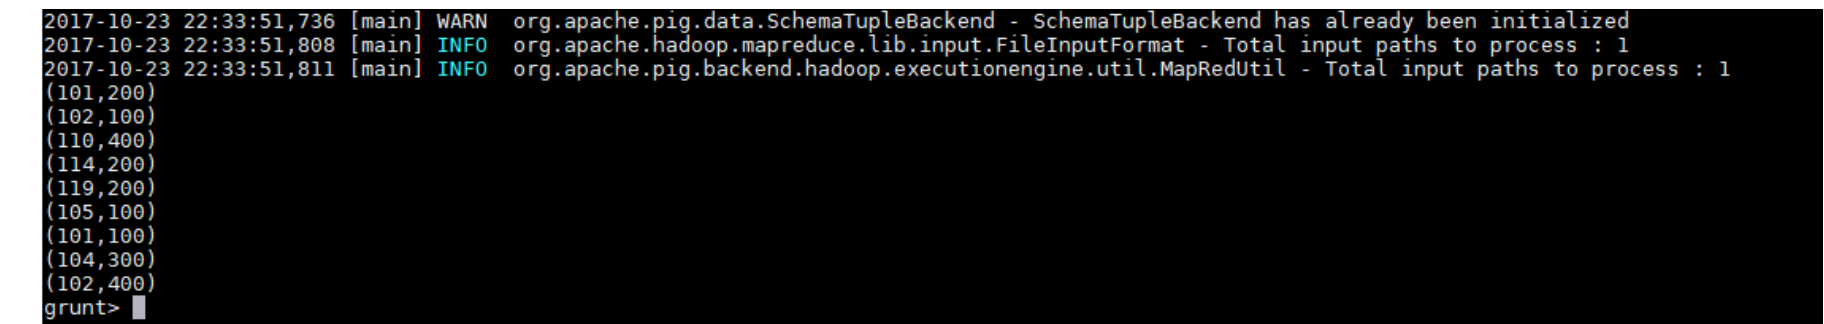 2017-10-23 22:33:51,736 [main] WARN  org.apache.pig.data.SchemaTupleBackend - SchemaTupleBackend has already been initialized
2017-10-23 22:33:51,808 [main] INFO  org.apache.hadoop.mapreduce.lib.input.FileInputFormat - Total input paths to process : 1
2017-10-23 22:33:51,811 [main] INFO  org.apache.pig.backend.hadoop.executionengine.util.MapRedUtil - Total input paths to process : 1
(101,200)
(102,100)
(110,400)
(114,200)
(119,200)
(105,100)
(101,100)
(104,300)
(102,400)
grunt>